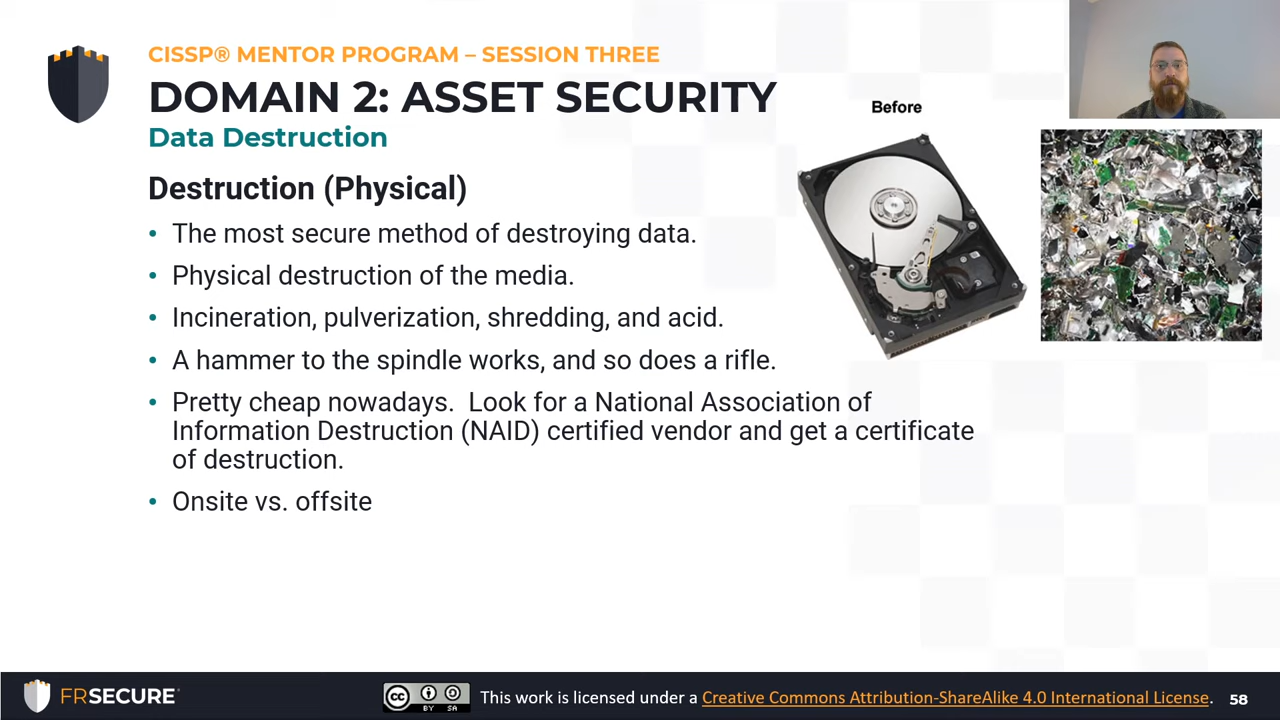 CISSP® MENTOR PROGRAM – SESSION THREE
DOMAIN 2: ASSET SECURITY
Data Destruction
Before
Destruction (Physical)
• The most secure method of destroying data.
• Physical destruction of the media.
• Incineration, pulverization, shredding, and acid.
• A hammer to the spindle works, and so does a rifle.
• Pretty cheap nowadays.  Look for a National Association of
Information Destruction (NAID) certified vendor and get a certificate
of destruction.
• Onsite vs. offsite
FRSECURE
cc BY SA
This work is licensed under a Creative Commons Attribution-ShareAlike 4.0 International License.
58